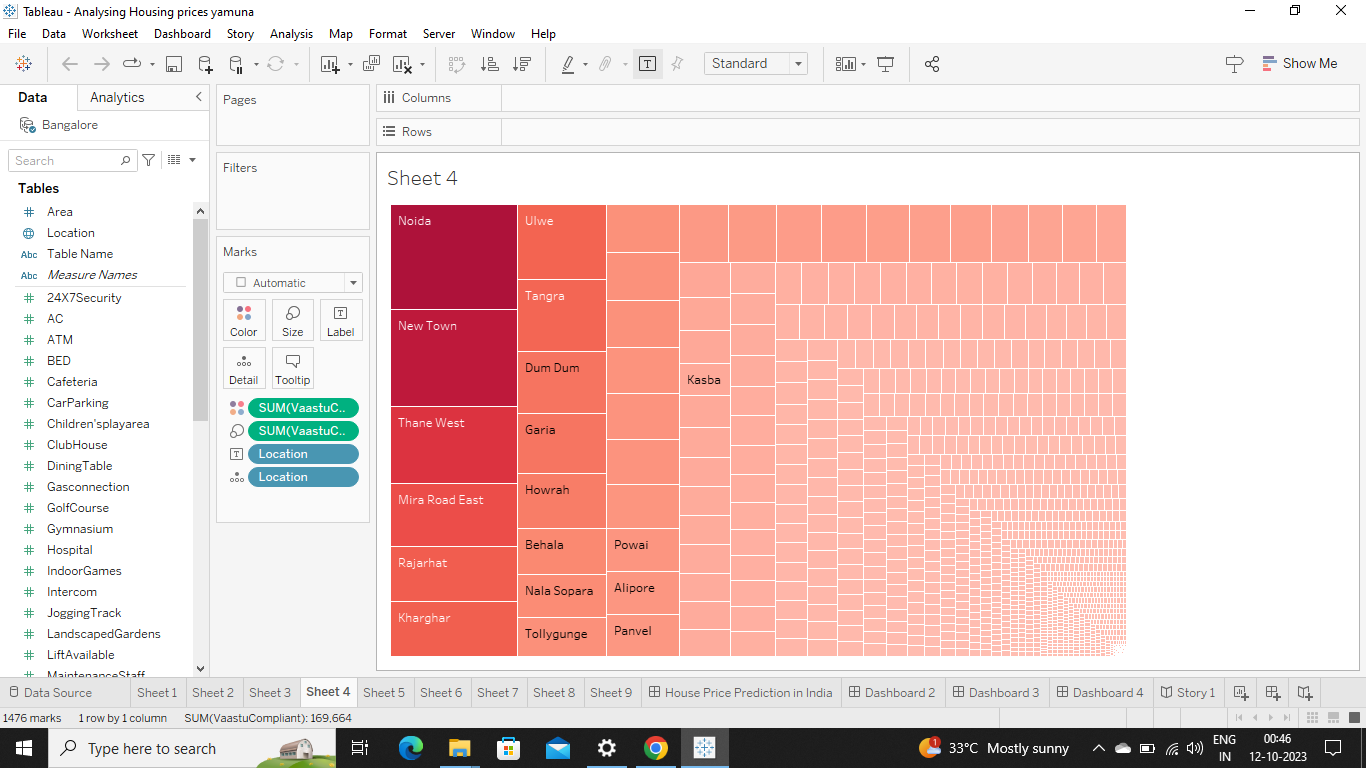 Tableau - Analysing Housing prices yamuna
File Data Worksheet Dashboard Story Analysis Map Format Server Window Help
Standard
Show Me
Data Analytics
Bangalore
Search
Tables
Area
Location
Abc Table Name
Abc Measure Names
24X7Security
AC
ATM
BED
Cafeteria
CarParking
Children'splayarea
ClubHouse
DiningTable
Gasconnection
GolfCourse
Gymnasium
Hospital
IndoorGames
Intercom
JoggingTrack
LandscapedGardens
LiftAvailable
MaintenanceStaff
Pages
Filters
Marks
Automatic
Color Size Label
Detail Tooltip
SUM(VaastuC..
SUM(VaastuC..
Location
Location
Columns
Rows
Sheet 4
Noida
New Town
Thane West
Mira Road East
Rajarhat
Kharghar
Ulwe
Tangra
Dum Dum
Garia
Howrah
Behala
Nala Sopara
Tollygunge
Powai
Alipore
Panvel
Kasba
Data Source Sheet 1 Sheet 2 Sheet 3 Sheet 4 Sheet 5 Sheet 6 Sheet 7 Sheet 8 Sheet 9 House Price Prediction in India Dashboard 2 Dashboard 3 Dashboard 4 Story 1
1476 marks 1 row by 1 column SUM(VaastuCompliant): 169,664
Type here to search
1
33°C Mostly sunny
ENG
IN
00:46
12-10-2023